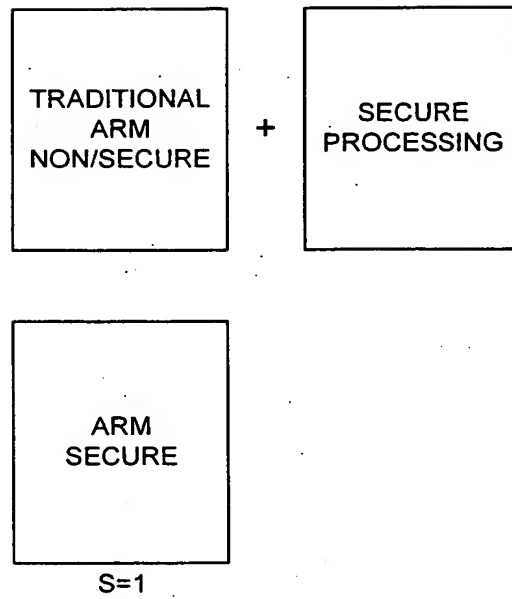 TRADITIONAL
ARM
NON/SECURE
+
SECURE
PROCESSING
ARM
SECURE
S=1